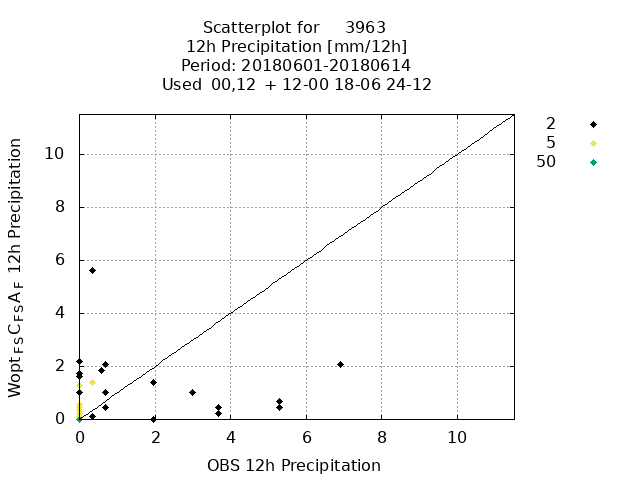 Scatterplot for 3963
12h Precipitation [mm/12h]
Period: 20180601-20180614
Used 00,12 + 12-00 18-06 24-12
2
5
50
10
8
6
4
2
0
0 2 4 6 8 10
Wopt FS C FS A F 12h Precipitation
OBS 12h Precipitation